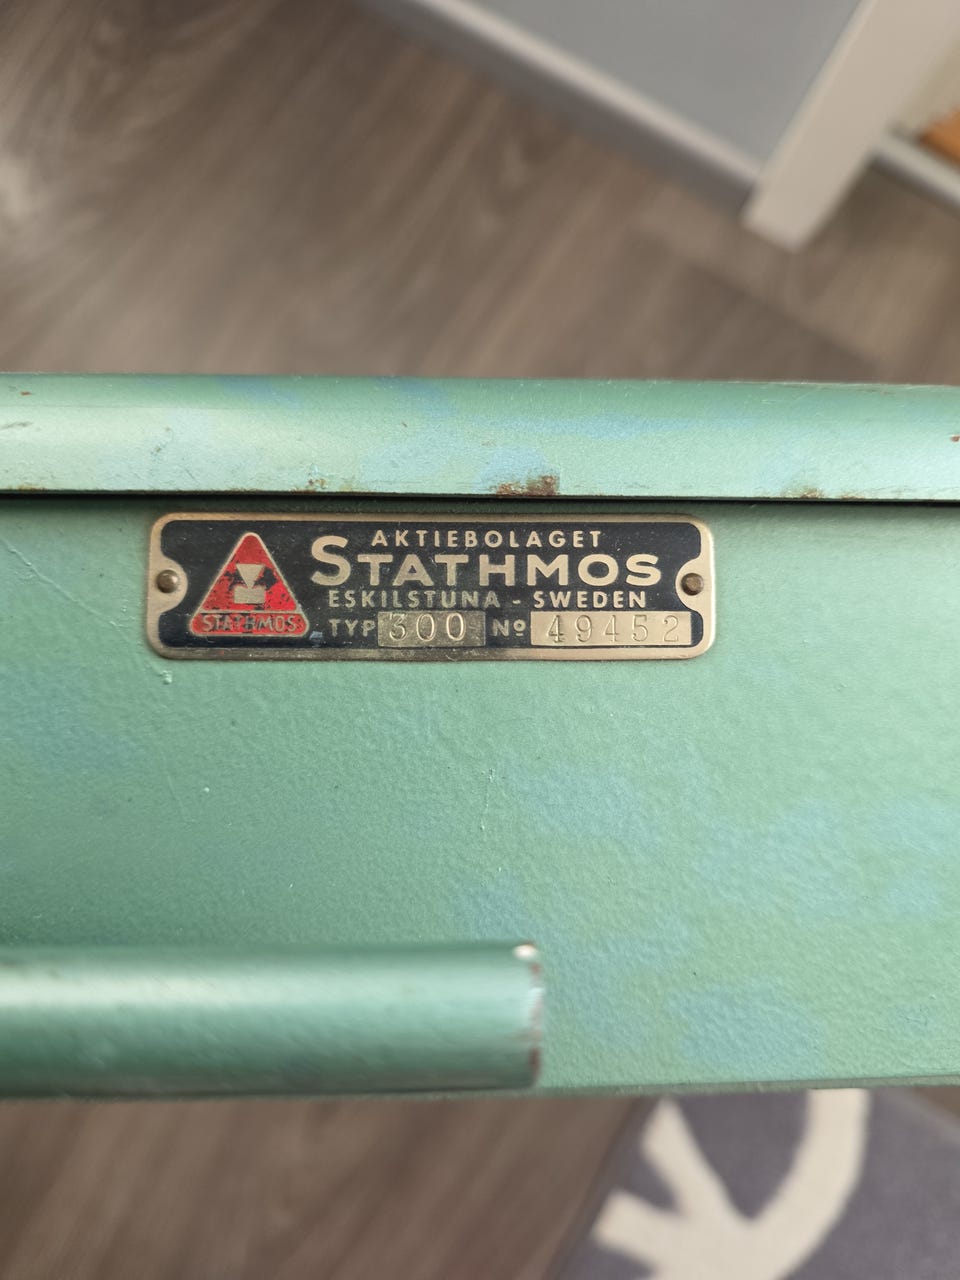 AKTIEBOLAGET
STATHMOS
ESKILSTUNA - SWEDEN
TYP 300 Nº 49452
STATHMOS